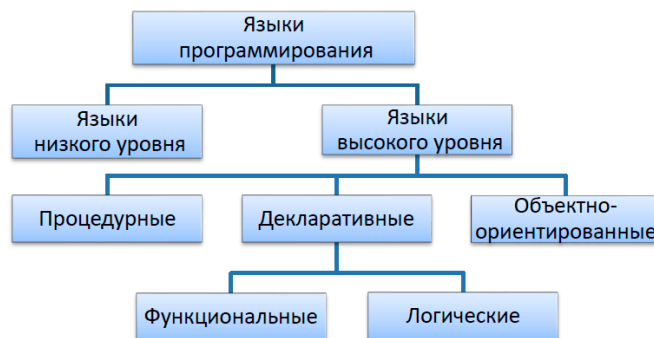 Языки
программирования
Языки
низкого уровня
Языки
высокого уровня
Процедурные
Декларативные
Объектно-
ориентированные
Функциональные
Логические